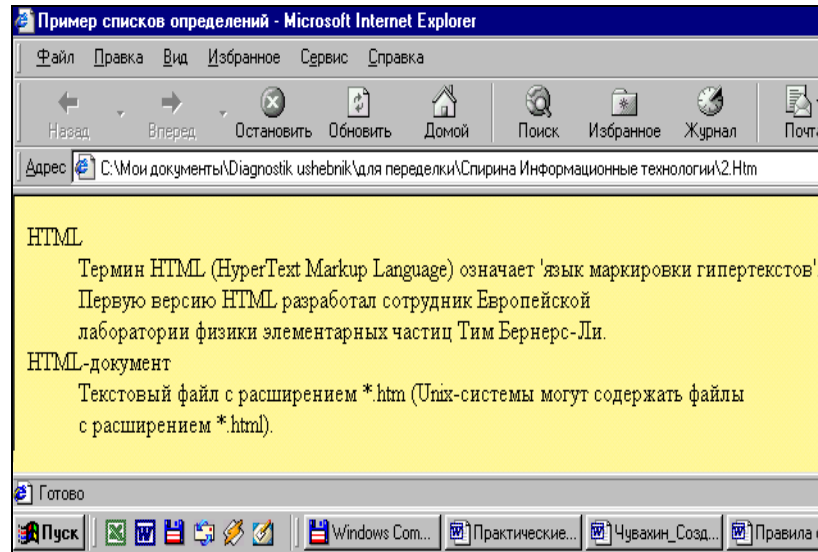 Пример списков определений - Microsoft Internet Explorer
Файл Правка Вид Избранное Сервис Справка
Назад Вперед Остановить Обновить Домой Поиск Избранное Журнал Почта
Адрес C:\Мои документы\Diagnostik ushebnik\для переделки\Спирина Информационные технологии\2.Htm
HTML
Термин HTML (HyperText Markup Language) означает 'язык маркировки гипертекстов'.
Первую версию HTML разработал сотрудник Европейской
лаборатории физики элементарных частиц Тим Бернерс-Ли.
HTML-документ
Текстовый файл с расширением *.htm (Unix-системы могут содержать файлы
с расширением *.html).
Готово
Пуск Windows Com... Практические... Чувахин_Созд... Правила